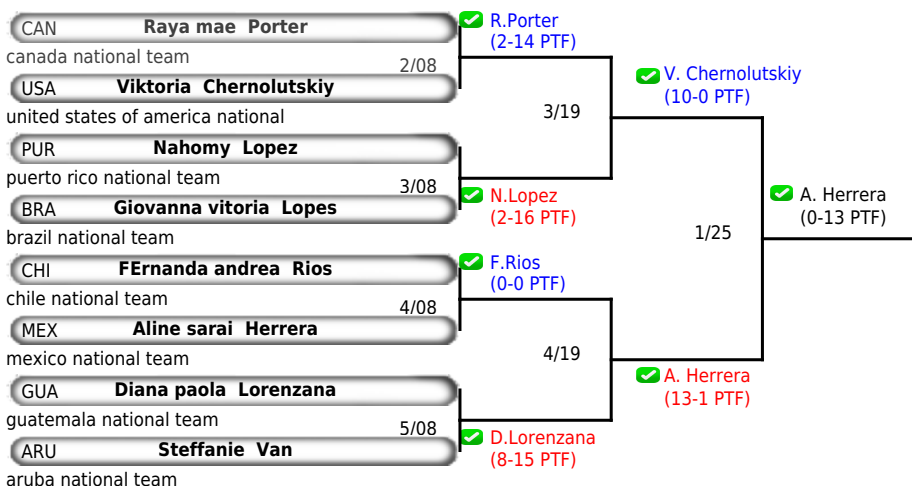 CAN Raya mae Porter
canada national team
2/08
USA Viktoria Chernolutskiy
united states of america national
PUR Nahomy Lopez
puerto rico national team
3/08
BRA Giovanna vitoria Lopes
brazil national team
CHI FErnanda andrea Rios
chile national team
4/08
MEX Aline sarai Herrera
mexico national team
GUA Diana paola Lorenzana
guatemala national team
5/08
ARU Steffanie Van
aruba national team
R.Porter
(2-14 PTF)
3/19
N.Lopez
(2-16 PTF)
F.Rios
(0-0 PTF)
4/19
D.Lorenzana
(8-15 PTF)
V. Chernolutskiy
(10-0 PTF)
1/25
A. Herrera
(13-1 PTF)
A. Herrera
(0-13 PTF)